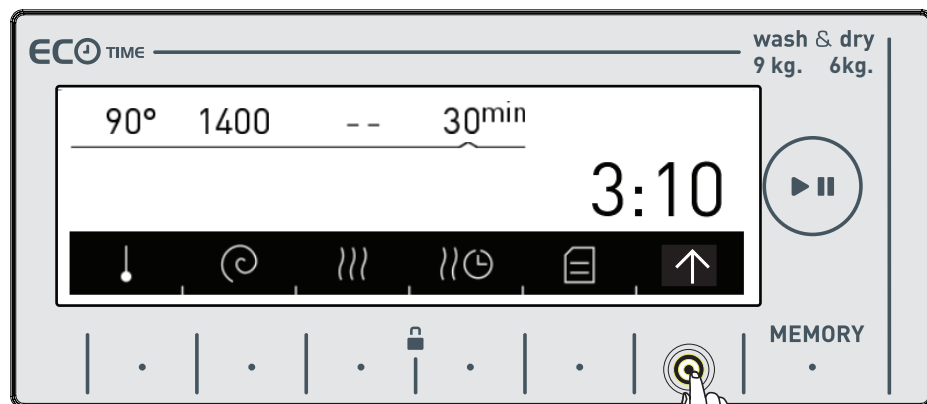 ECO TIME
wash & dry
9 kg. 6kg.
90° 1400 -- 30min
3:10
MEMORY